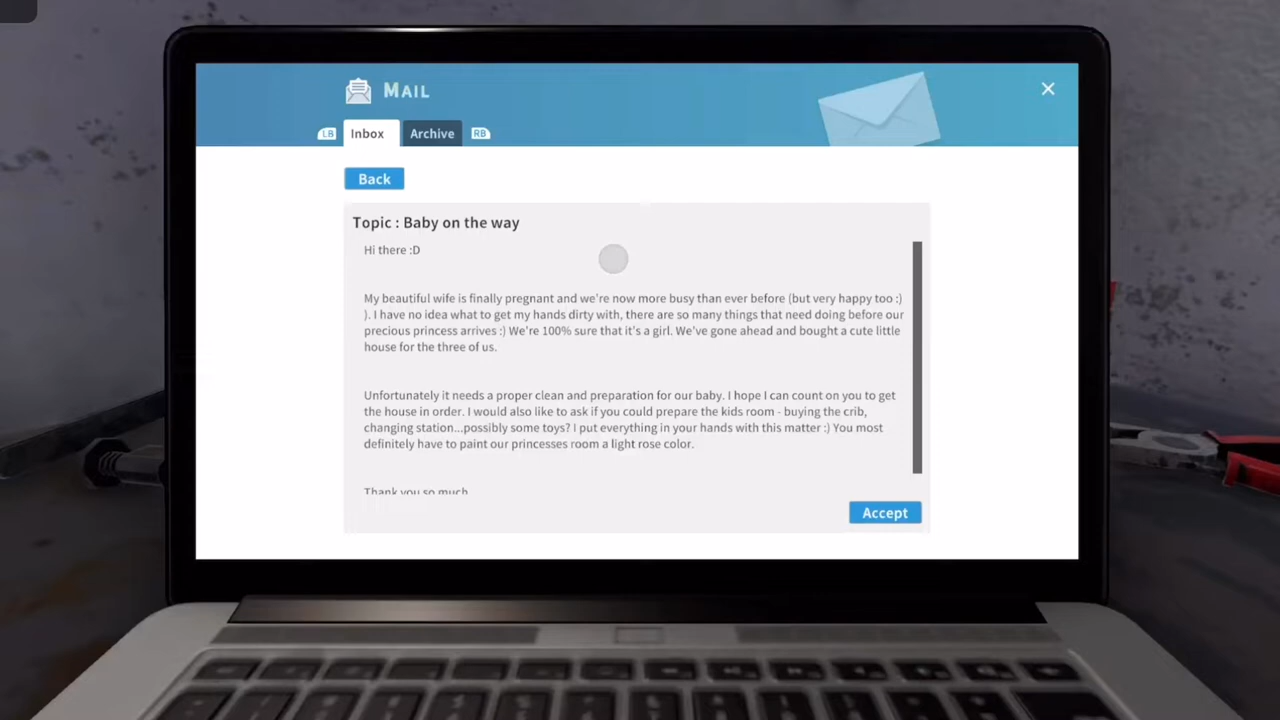 MAIL
LB
Inbox
Archive
RB
Back
Topic : Baby on the way
Hi there :D
My beautiful wife is finally pregnant and we're now more busy than ever before (but very happy too :)
). I have no idea what to get my hands dirty with, there are so many things that need doing before our
precious princess arrives :) We're 100% sure that it's a girl. We've gone ahead and bought a cute little
house for the three of us.
Unfortunately it needs a proper clean and preparation for our baby. I hope I can count on you to get
the house in order. I would also like to ask if you could prepare the kids room - buying the crib,
changing station...possibly some toys? I put everything in your hands with this matter :) You most
definitely have to paint our princesses room a light rose color.
Thank you so much
Accept